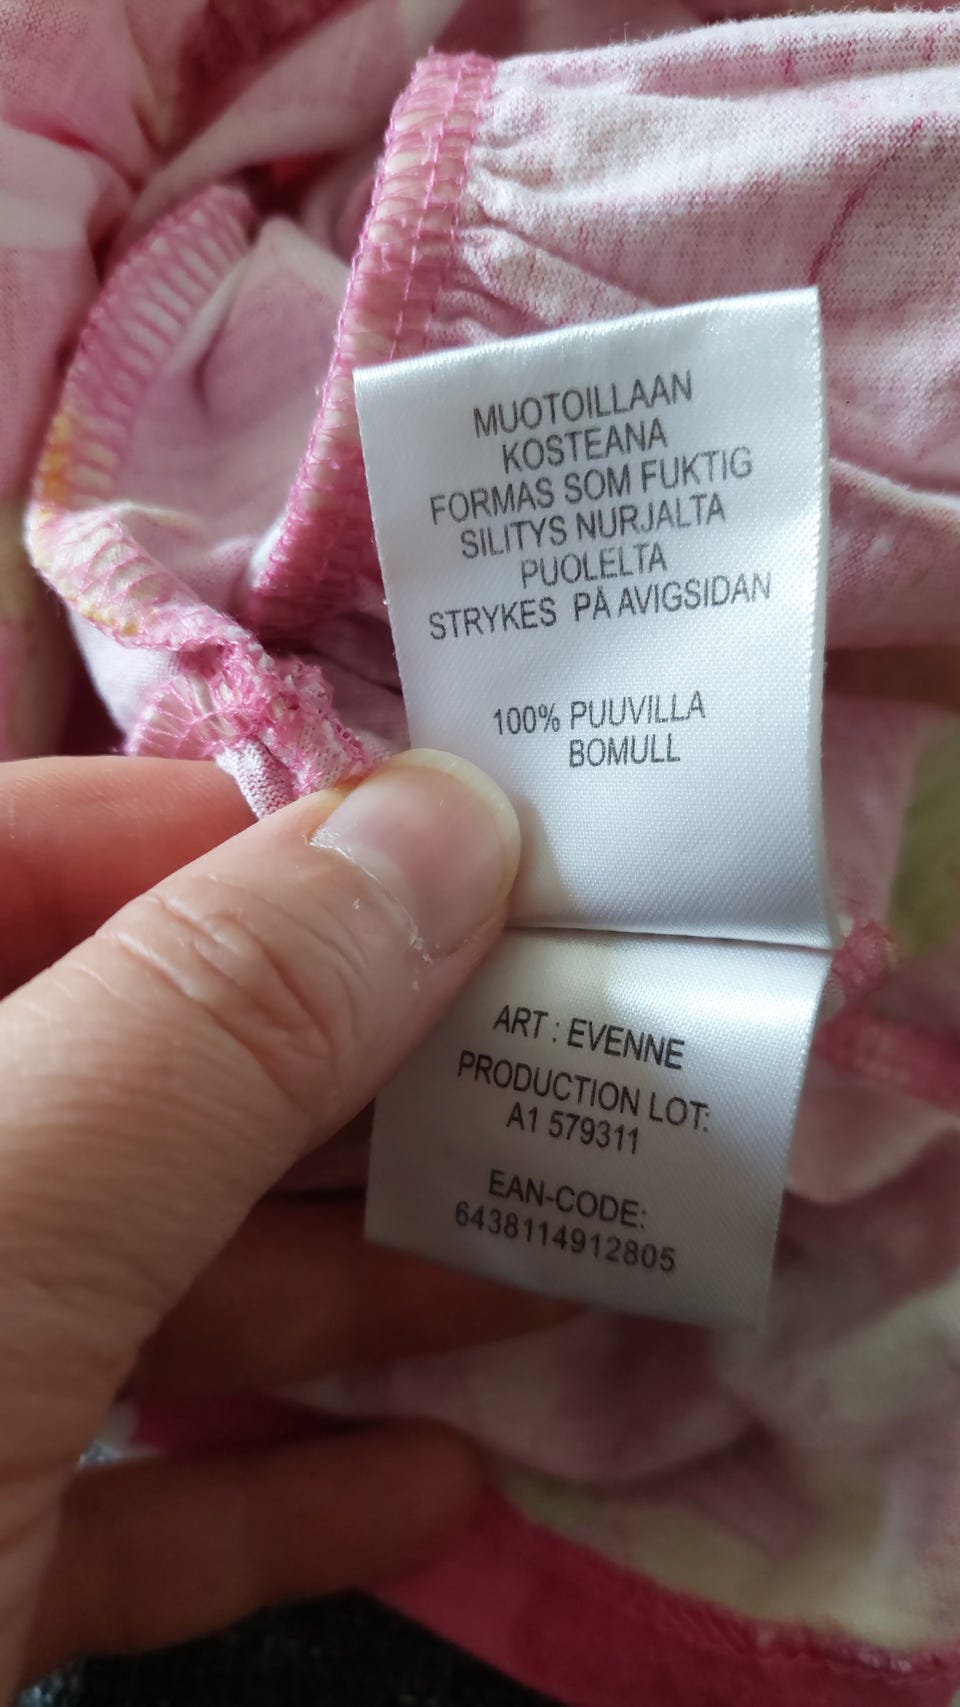 MUOTOILLAAN
KOSTEANA
FORMAS SOM FUKTIG
SILITYS NURJALTA
PUOLELTA
STRYKES PÅ AVIGSIDAN
100% PUUVILLA
BOMULL
ART : EVENNE
PRODUCTION LOT:
A1 579311
EAN-CODE:
6438114912805